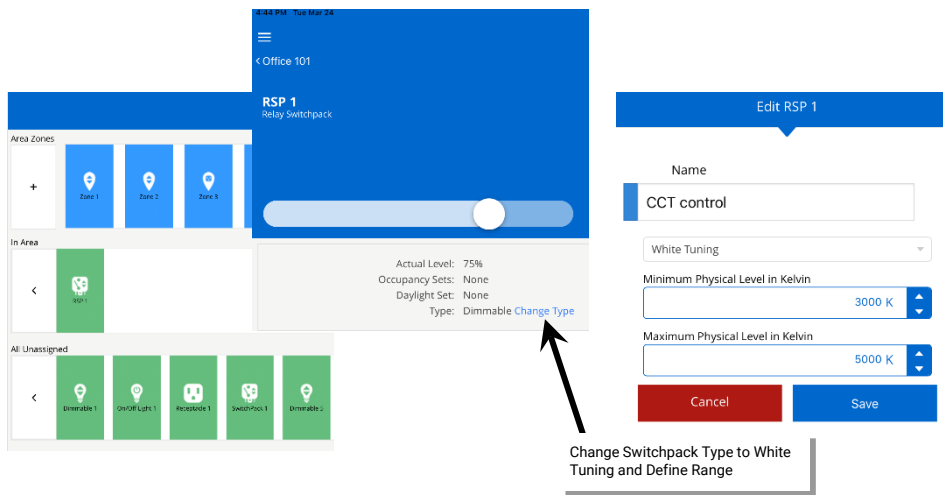 4:44 PM Tue Mar 24
Office 101
RSP 1
Relay Switchpack
Actual Level: 75%
Occupancy Sets: None
Daylight Set: None
Type: Dimmable Change Type
Area Zones
+
Zone 1
Zone 2
Zone 3
In Area
RSP 1
All Unassigned
Dimmable 1
On/Off Light 1
Receptacle 1
SwitchPack 1
Dimmable 3
Edit RSP 1
Name
CCT control
White Tuning
Minimum Physical Level in Kelvin
3000 K
Maximum Physical Level in Kelvin
5000 K
Cancel
Save
Change Switchpack Type to White
Tuning and Define Range